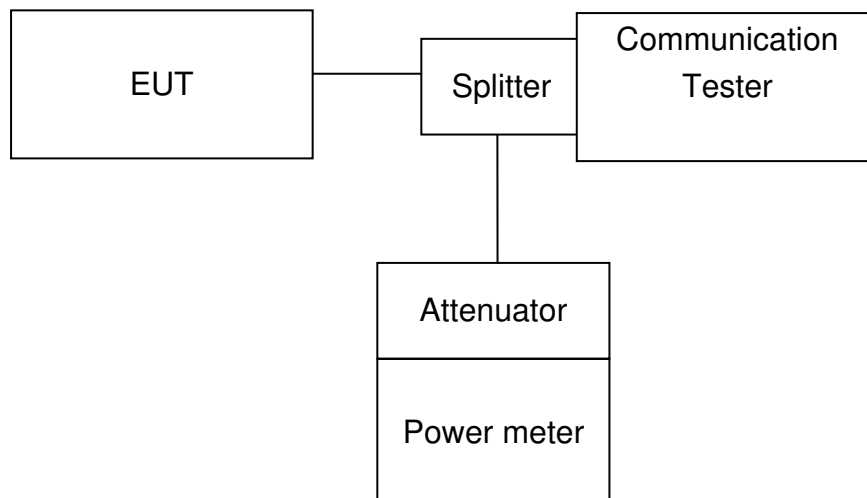 EUT
Splitter
Communication
Tester
Attenuator
Power meter